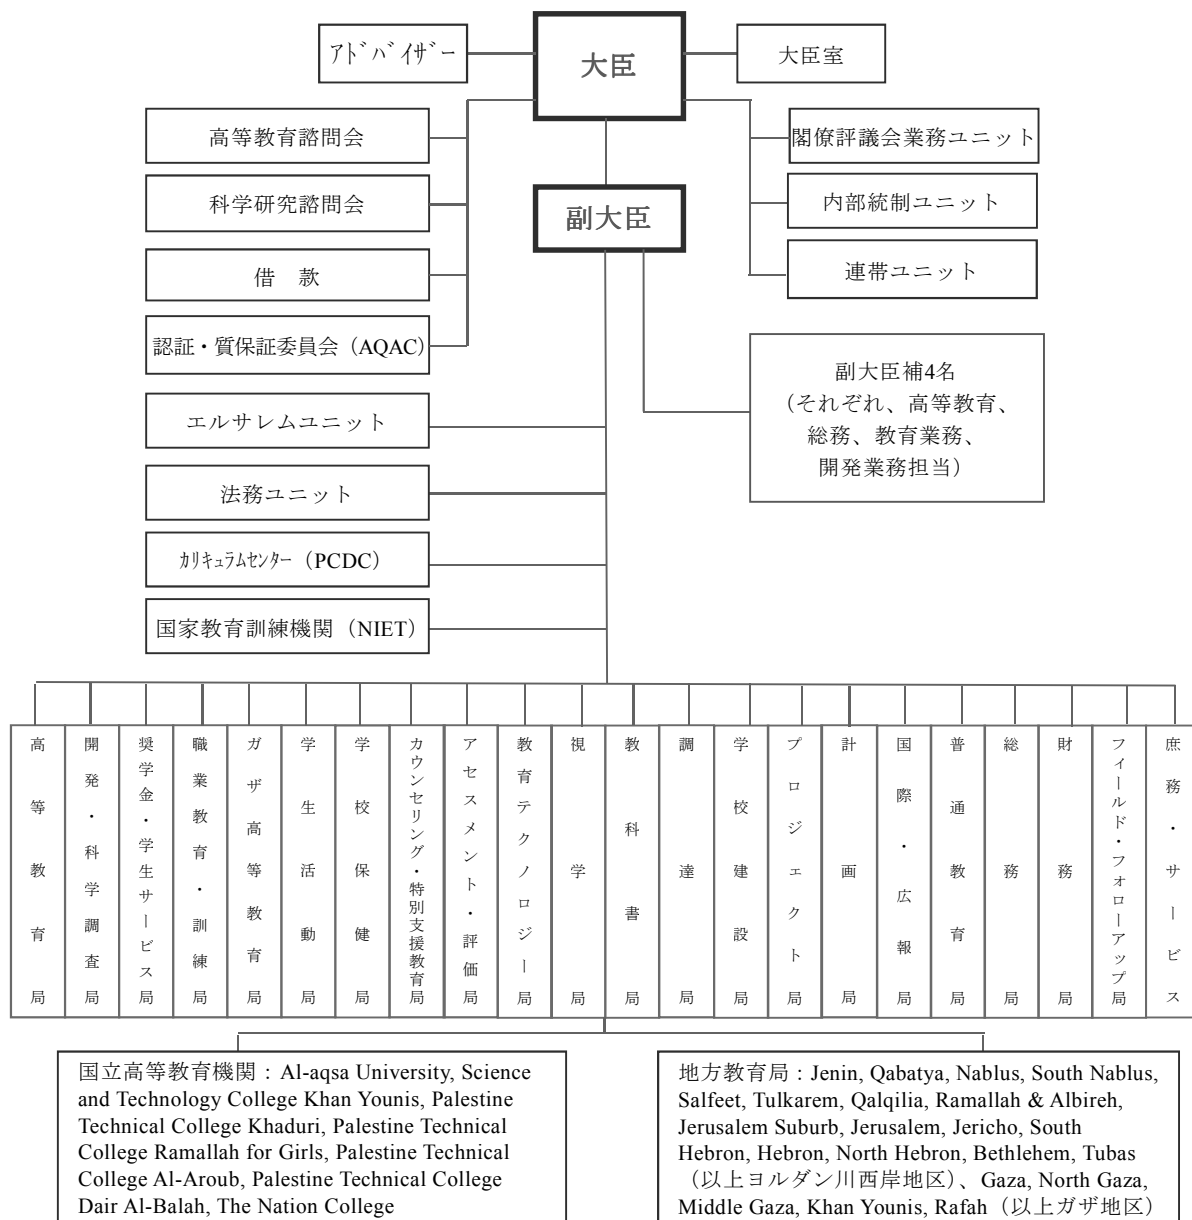 アドバイザー
大臣
大臣室
高等教育諮問会
科学研究諮問会
借　款
認証・質保証委員会（AQAC）
閣僚評議会業務ユニット
内部統制ユニット
連帯ユニット
副大臣
副大臣補4名
（それぞれ、高等教育、
総務、教育業務、
開発業務担当）
エルサレムユニット
法務ユニット
カリキュラムセンター（PCDC）
国家教育訓練機関（NIET）
高等教育局
開発・科学調査局
奨学金・学生サービス局
職業教育・訓練局
ガザ高等教育局
学生活動局
学校保健局
カウンセリング・特別支援教育局
アセスメント・評価局
教育テクノロジー局
視学局
教科書局
調達局
学校建設局
プロジェクト局
計画局
国際・広報局
普通教育局
総務局
財務局
フィールド・フォローアップ局
庶務・サービス
国立高等教育機関：Al-aqsa University, Science
and Technology College Khan Younis, Palestine
Technical College Khaduri, Palestine Technical
College Ramallah for Girls, Palestine Technical
College Al-Aroub, Palestine Technical College
Dair Al-Balah, The Nation College
地方教育局：Jenin, Qabatya, Nablus, South Nablus,
Salfeet, Tulkarem, Qalqilia, Ramallah & Albireh,
Jerusalem Suburb, Jerusalem, Jericho, South
Hebron, Hebron, North Hebron, Bethlehem, Tubas
（以上ヨルダン川西岸地区）、Gaza, North Gaza,
Middle Gaza, Khan Younis, Rafah（以上ガザ地区）